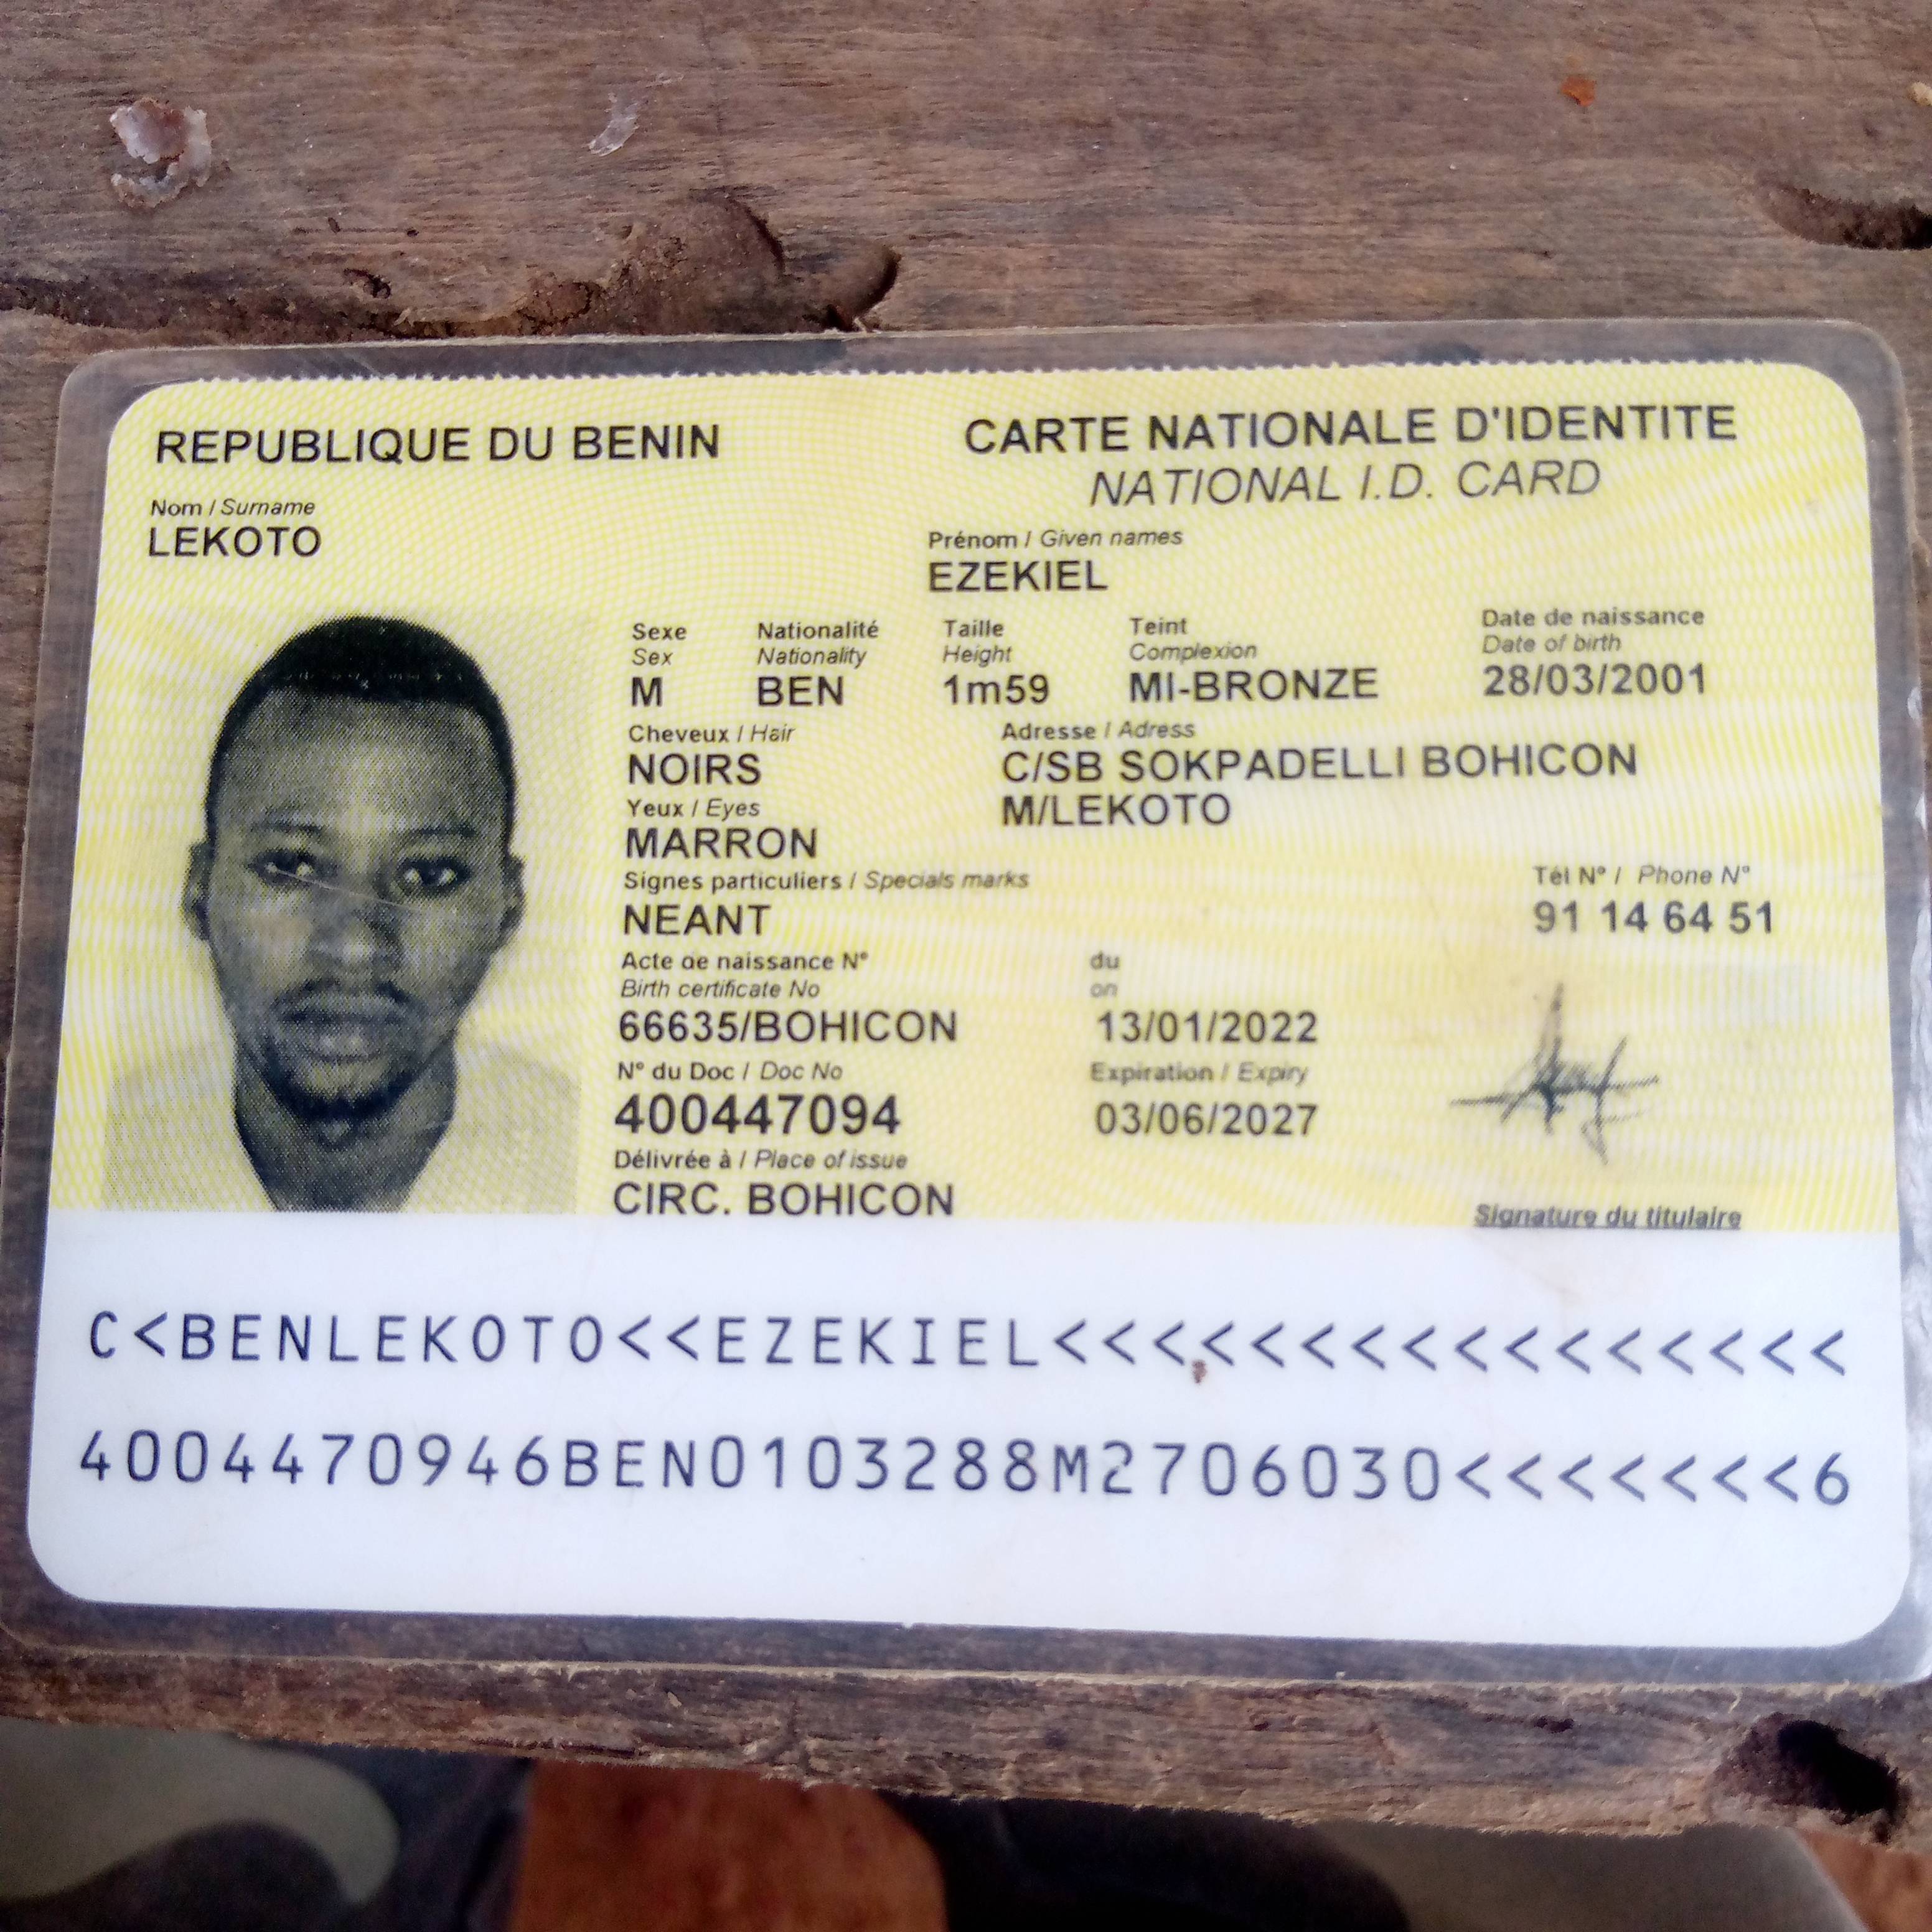 REPUBLIQUE DU BENIN
CARTE NATIONALE D'IDENTITE
NATIONAL I.D. CARD
Nom / Surname
LEKOTO
Prénom / Given names
EZEKIEL
Sexe Nationalité Taille Teint Date de naissance
Sex Nationality Height Complexion Date of birth
M BEN 1m59 MI-BRONZE 28/03/2001
Cheveux / Hair Adresse / Adress
NOIRS C/SB SOKPADELLI BOHICON
Yeux / Eyes M/LEKOTO
MARRON
Signes particuliers / Specials marks Tél N° / Phone N°
NEANT 91 14 64 51
Acte de naissance N° du
Birth certificate No on
66635/BOHICON 13/01/2022
N° du Doc / Doc No Expiration / Expiry
400447094 03/06/2027
Délivrée à / Place of issue
CIRC. BOHICON Signature du titulaire
C<BENLEKOTO<<EZEKIEL<<<<<<<<<<<<<<<<
4004470946BEN0103288M2706030<<<<<<<6